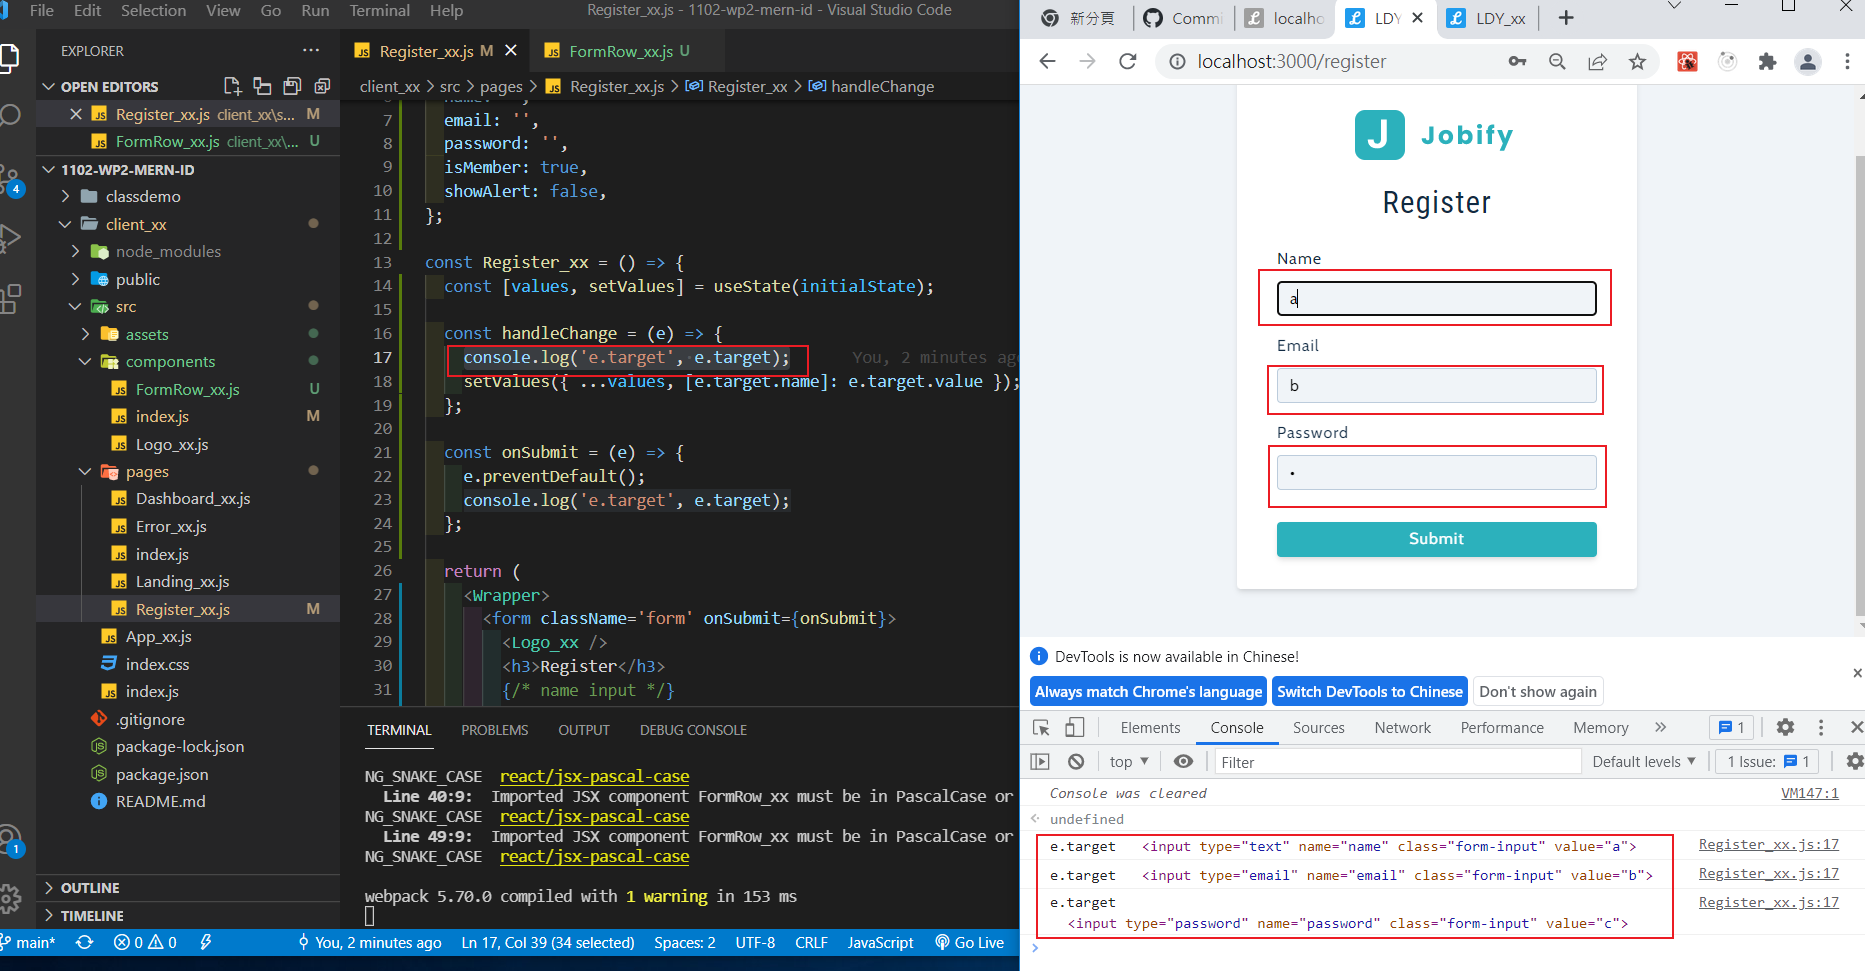 File Edit Selection View Go Run Terminal Help Register_xx.js - 1102-wp2-mern-id - Visual Studio Code
EXPLORER
OPEN EDITORS
Register_xx.js client_xx\s... M
FormRow_xx.js client_xx\... U
1102-WP2-MERN-ID
classdemo
client_xx
node_modules
public
src
assets
components
FormRow_xx.js U
index.js M
Logo_xx.js
pages
Dashboard_xx.js
Error_xx.js
index.js
Landing_xx.js
Register_xx.js M
App_xx.js
index.css
index.js
.gitignore
package-lock.json
package.json
README.md
OUTLINE
TIMELINE
4
1
Register_xx.js M
FormRow_xx.js U
client_xx > src > pages > Register_xx.js > Register_xx > handleChange
7 email: '',
8 password: '',
9 isMember: true,
10 showAlert: false,
11 };
12
13 const Register_xx = () => {
14 const [values, setValues] = useState(initialState);
15
16 const handleChange = (e) => {
17 console.log('e.target', e.target); You, 2 minutes ago
18 setValues({ ...values, [e.target.name]: e.target.value });
19 };
20
21 const onSubmit = (e) => {
22 e.preventDefault();
23 console.log('e.target', e.target);
24 };
25
26 return (
27 <Wrapper>
28 <form className='form' onSubmit={onSubmit}>
29 <Logo_xx />
30 <h3>Register</h3>
31 {/* name input */}
TERMINAL PROBLEMS OUTPUT DEBUG CONSOLE
NG_SNAKE_CASE react/jsx-pascal-case
Line 40:9: Imported JSX component FormRow_xx must be in PascalCase or
NG_SNAKE_CASE react/jsx-pascal-case
Line 49:9: Imported JSX component FormRow_xx must be in PascalCase or
NG_SNAKE_CASE react/jsx-pascal-case
webpack 5.70.0 compiled with 1 warning in 153 ms
main* 0 0 You, 2 minutes ago Ln 17, Col 39 (34 selected) Spaces: 2 UTF-8 CRLF JavaScript Go Live
新分頁 Commi localho LDY LDY_xx
localhost:3000/register
J Jobify
Register
Name
a
Email
b
Password
•
Submit
DevTools is now available in Chinese!
Always match Chrome's language Switch DevTools to Chinese Don't show again
Elements Console Sources Network Performance Memory 1
top Filter Default levels 1 Issue: 1
Console was cleared VM147:1
undefined
e.target <input type="text" name="name" class="form-input" value="a"> Register_xx.js:17
e.target <input type="email" name="email" class="form-input" value="b"> Register_xx.js:17
e.target Register_xx.js:17
<input type="password" name="password" class="form-input" value="c">